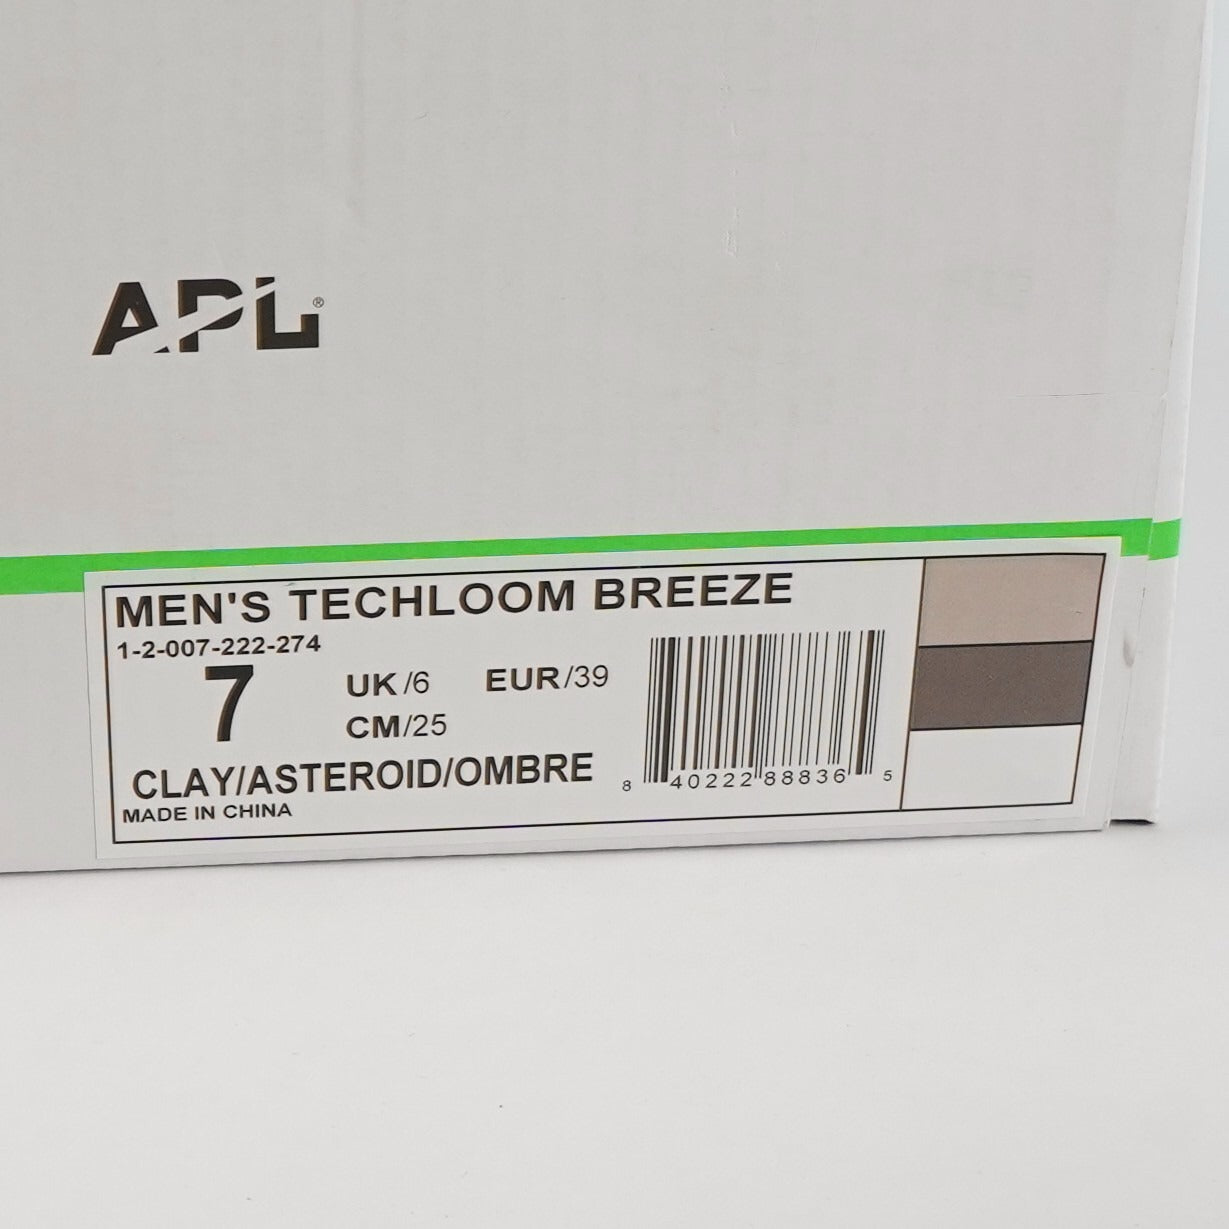 APL®
MEN'S TECHLOOM BREEZE
1-2-007-222-274
7
UK/6 EUR/39
CM/25
CLAY/ASTEROID/OMBRE
MADE IN CHINA
8 40222 88836 5